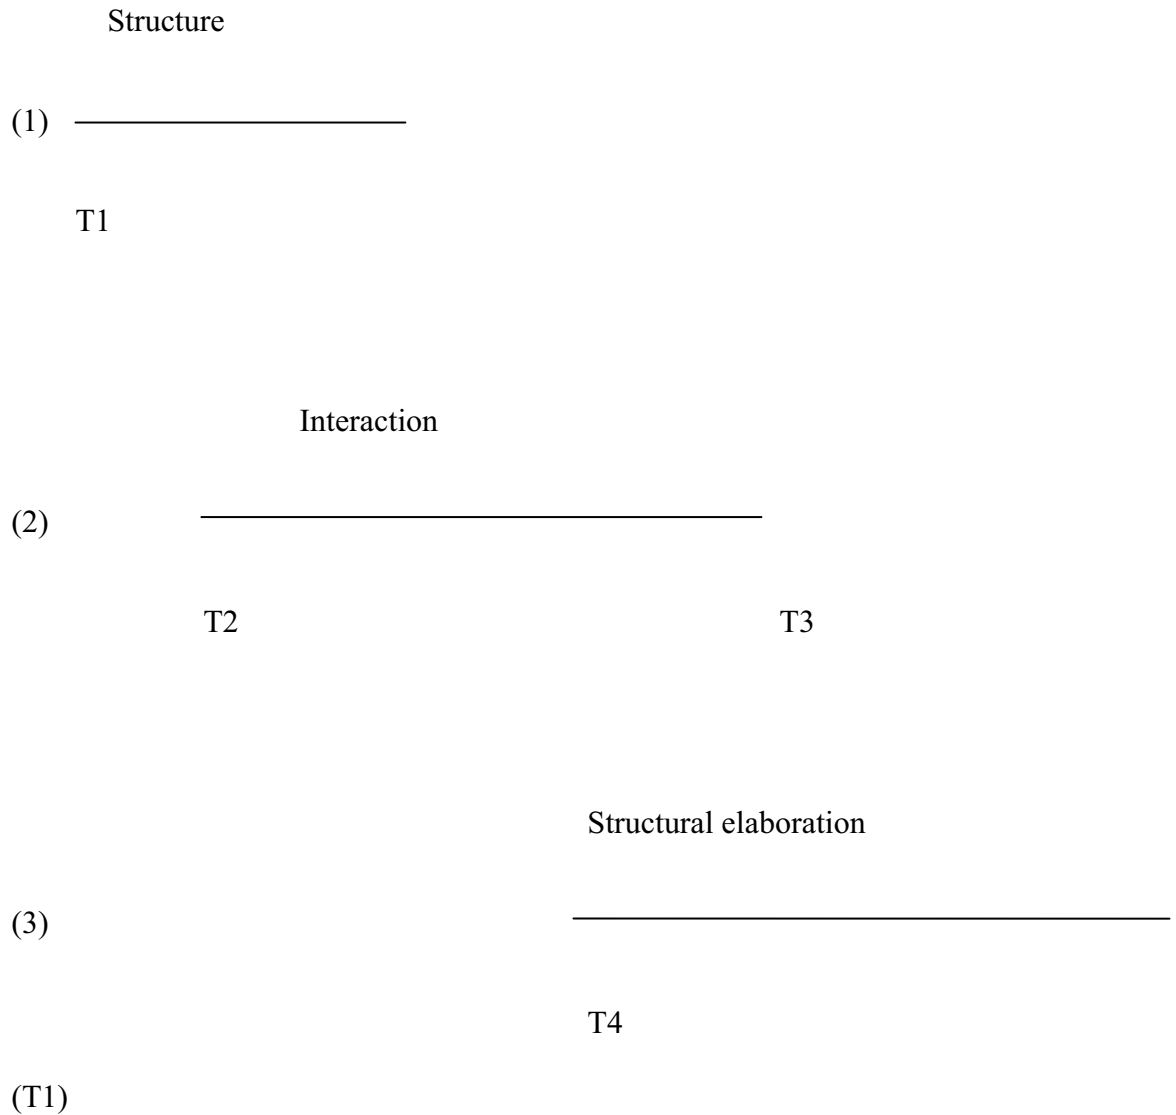 Structure
(1)
T1
Interaction
(2)
T2 T3
Structural elaboration
(3)
T4
(T1)